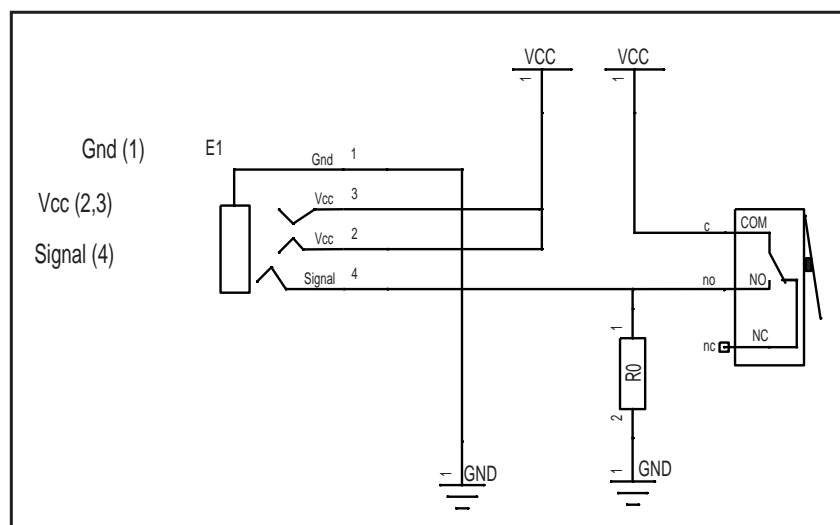 VCC
VCC
1
1
Gnd (1)
E1
Gnd
1
Vcc (2,3)
Vcc
3
Vcc
2
Signal (4)
Signal
4
c
COM
no
NO
nc
NC
1
R0
2
1
GND
1
GND